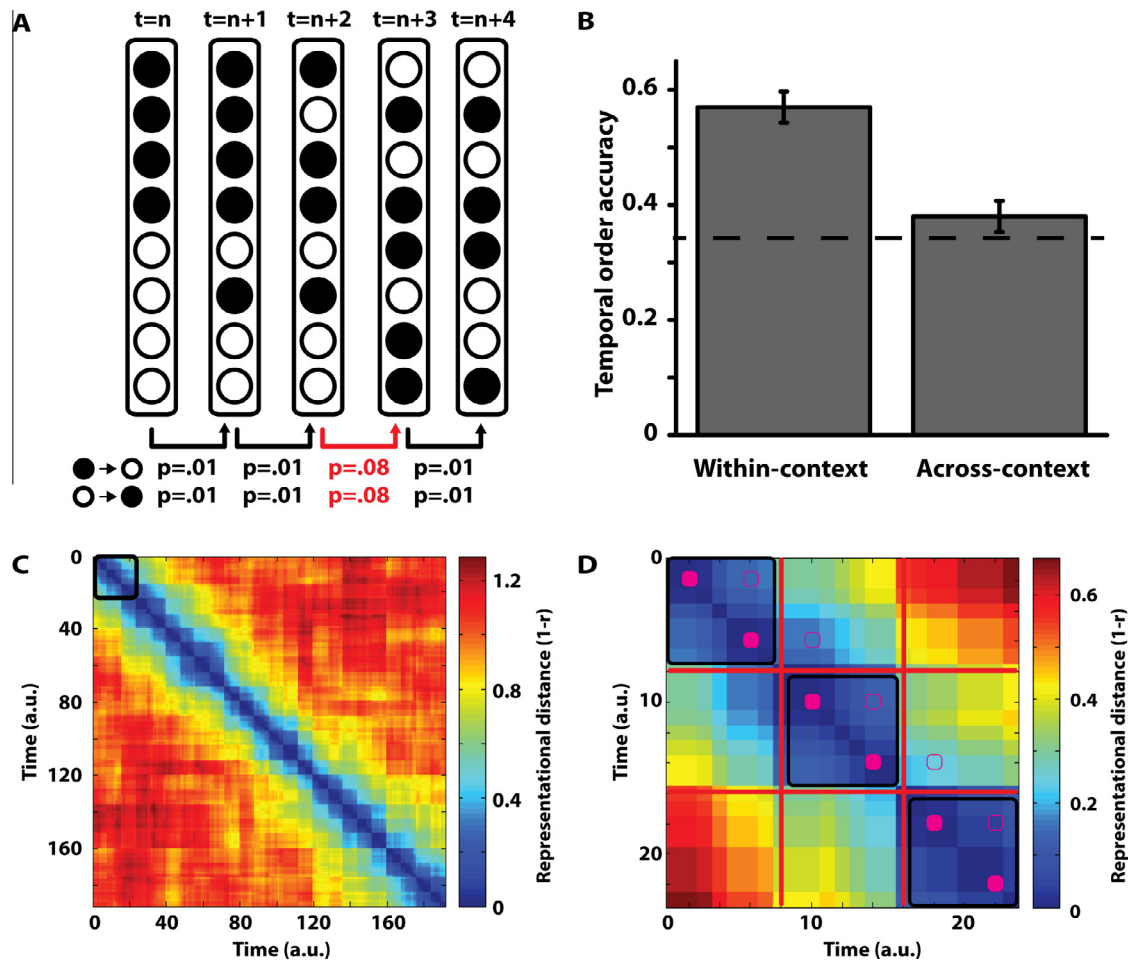 A
t=n t=n+1 t=n+2 t=n+3 t=n+4
p=.01 p=.01 p=.08 p=.01
p=.01 p=.01 p=.08 p=.01
B
Temporal order accuracy
0.6
0.4
0.2
0
Within-context Across-context
C
Time (a.u.)
0
40
80
120
160
0 40 80 120 160
Time (a.u.)
1.2
0.8
0.4
0
Representational distance (1-r)
D
Time (a.u.)
0
10
20
0 10 20
Time (a.u.)
0.6
0.4
0.2
0
Representational distance (1-r)